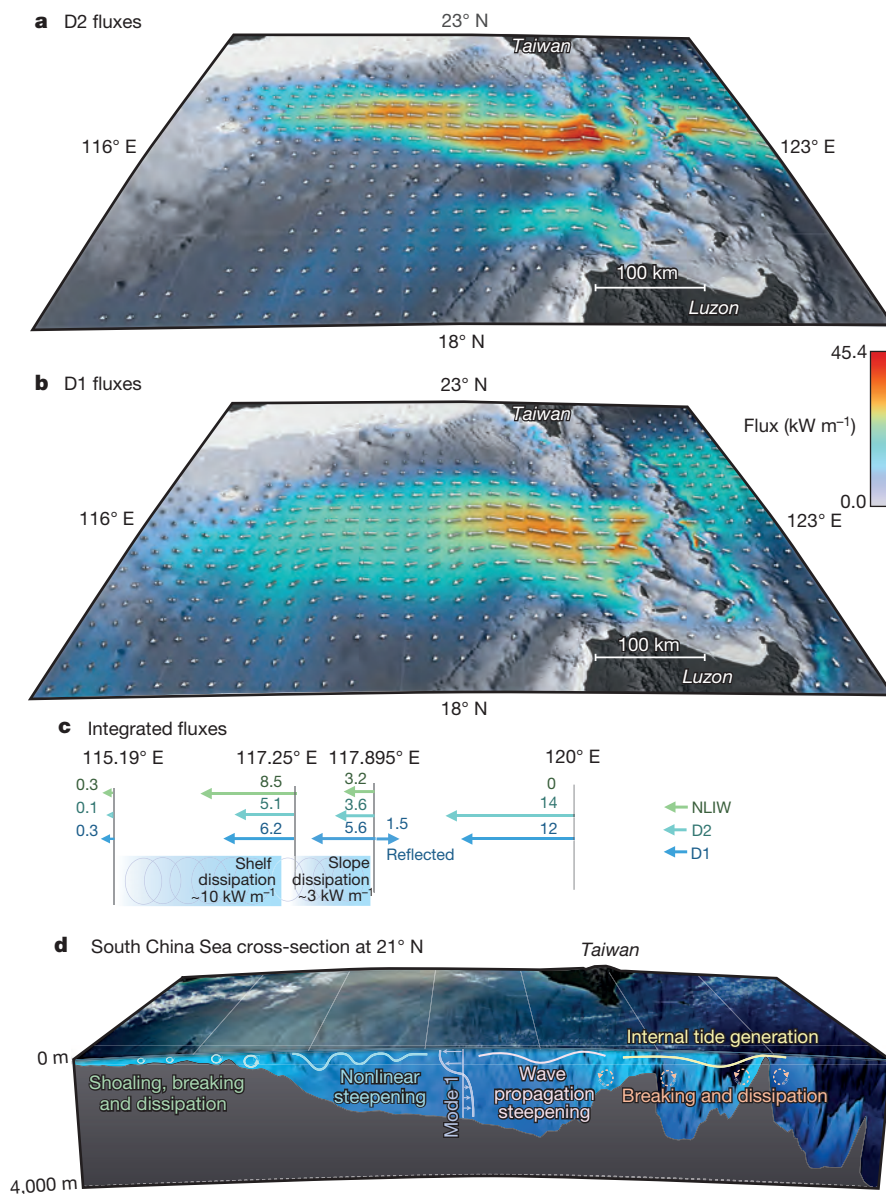 a D2 fluxes
23° N
Taiwan
116° E
123° E
100 km
Luzon
18° N
b D1 fluxes
23° N
Taiwan
45.4
Flux (kW m⁻¹)
0.0
116° E
123° E
100 km
Luzon
18° N
c Integrated fluxes
115.19° E 117.25° E 117.895° E 120° E
0.3 8.5 3.2 0
NLIW
0.1 5.1 3.6 14
D2
0.3 6.2 5.6 1.5 12
D1
Reflected
Shelf
dissipation
~10 kW m⁻¹
Slope
dissipation
~3 kW m⁻¹
d South China Sea cross-section at 21° N
Taiwan
Internal tide generation
0 m
Shoaling, breaking
and dissipation
Nonlinear
steepening
Mode-1
Wave
propagation
steepening
Breaking and dissipation
4,000 m